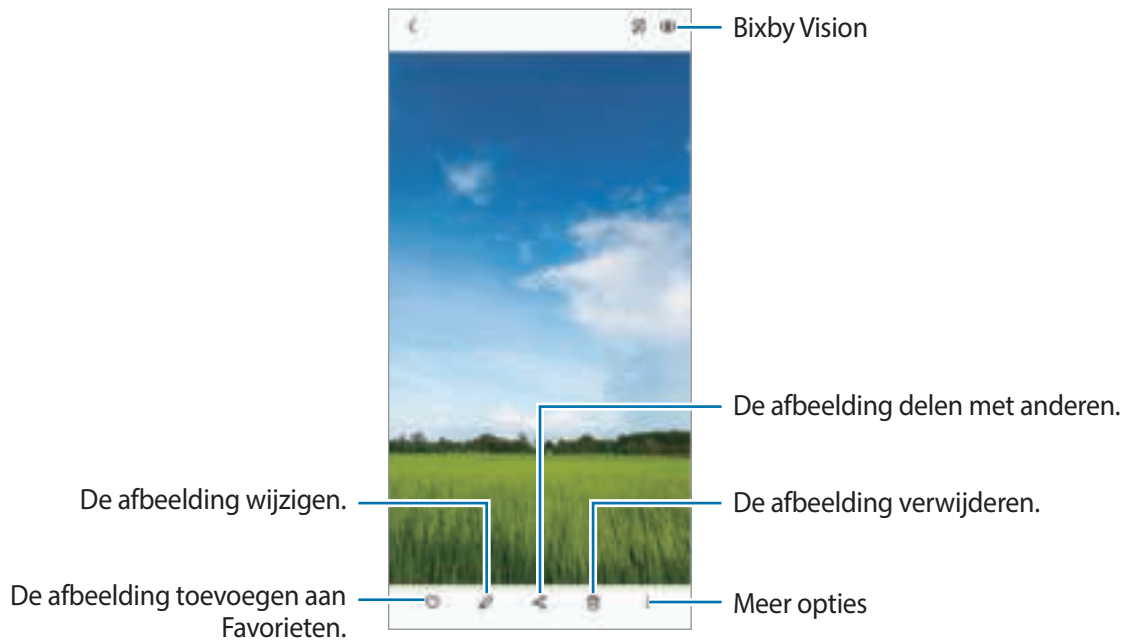 Bixby Vision
De afbeelding delen met anderen.
De afbeelding wijzigen.
De afbeelding verwijderen.
De afbeelding toevoegen aan
Favorieten.
Meer opties